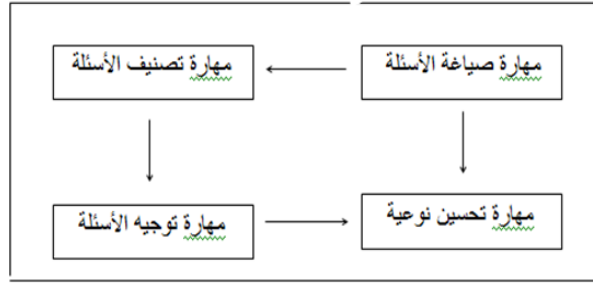 مهارة صياغة الأسئلة
مهارة تصنيف الأسئلة
مهارة تحسين نوعية
مهارة توجيه الأسئلة